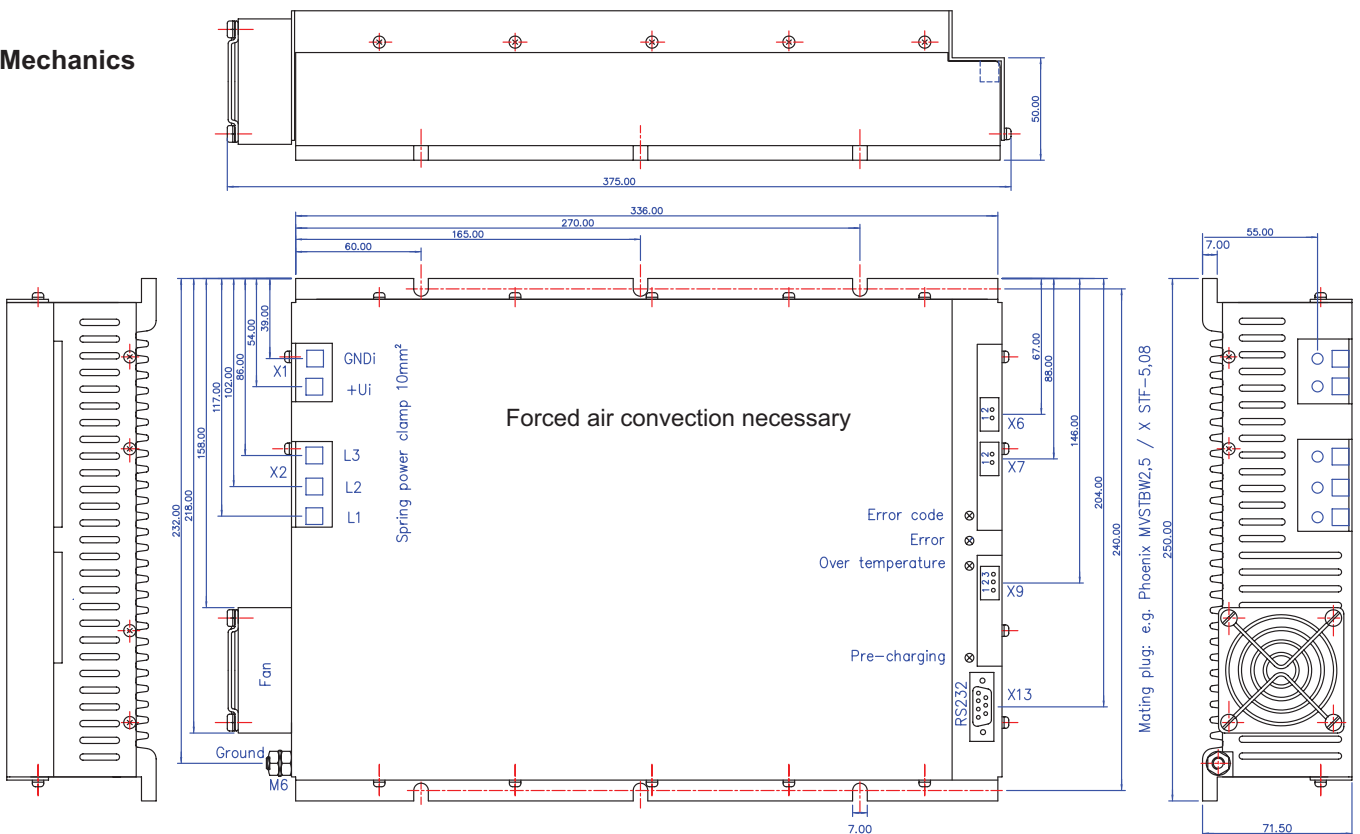 Mechanics
50.00
375.00
336.00
270.00
165.00
60.00
55.00
7.00
39.00
54.00
86.00
102.00
117.00
158.00
218.00
232.00
X1
GNDi
+Ui
X2
L3
L2
L1
Spring power clamp 10mm²
Forced air convection necessary
12
X6
12
X7
67.00
88.00
146.00
204.00
240.00
Error code
Error
Over temperature
123
X9
Pre-charging
RS232
X13
Mating plug: e.g. Phoenix MVSTBW2,5 / X STF-5,08
250.00
Fan
Ground
M6
7.00
71.50